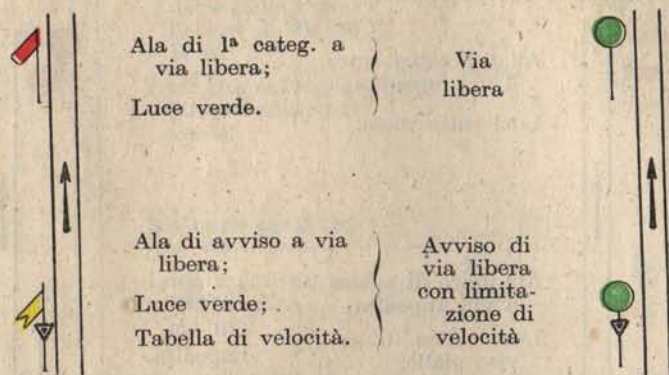 Ala di 1ª categ. a
via libera;
Luce verde.
Via
libera
Ala di avviso a via
libera;
Luce verde;
Tabella di velocità.
Avviso di
via libera
con limita-
zione di
velocità